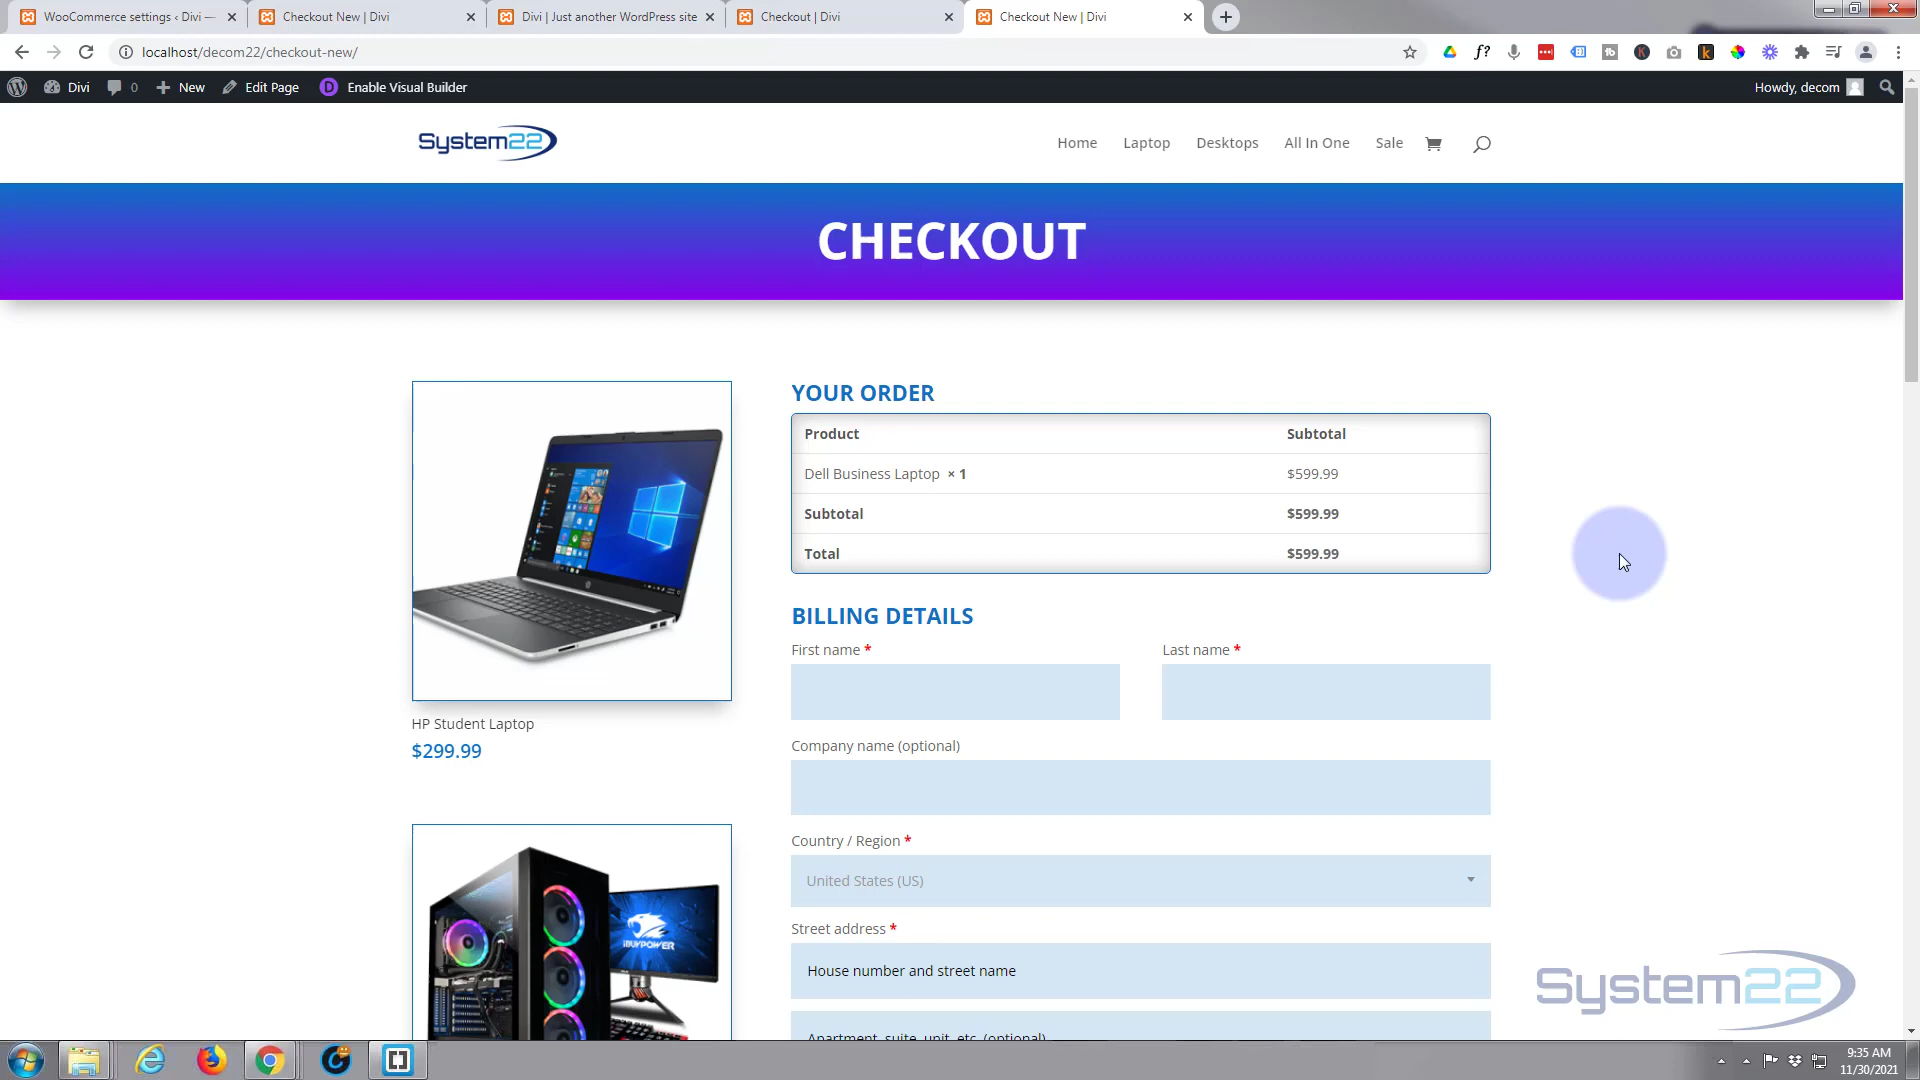 WooCommerce settings ‹ Divi —
Checkout New | Divi
Divi | Just another WordPress site
Checkout | Divi
Checkout New | Divi
localhost/decom22/checkout-new/
f?
Divi
0
New
Edit Page
D
Enable Visual Builder
Howdy, decom
System22
Home
Laptop
Desktops
All In One
Sale
CHECKOUT
YOUR ORDER
Product
Subtotal
Dell Business Laptop × 1
$599.99
Subtotal
$599.99
Total
$599.99
BILLING DETAILS
First name *
Last name *
HP Student Laptop
$299.99
Company name (optional)
Country / Region *
United States (US)
Street address *
House number and street name
iBUYPOWER
System22
Apartment, suite, unit, etc. (optional)
9:35 AM
11/30/2021